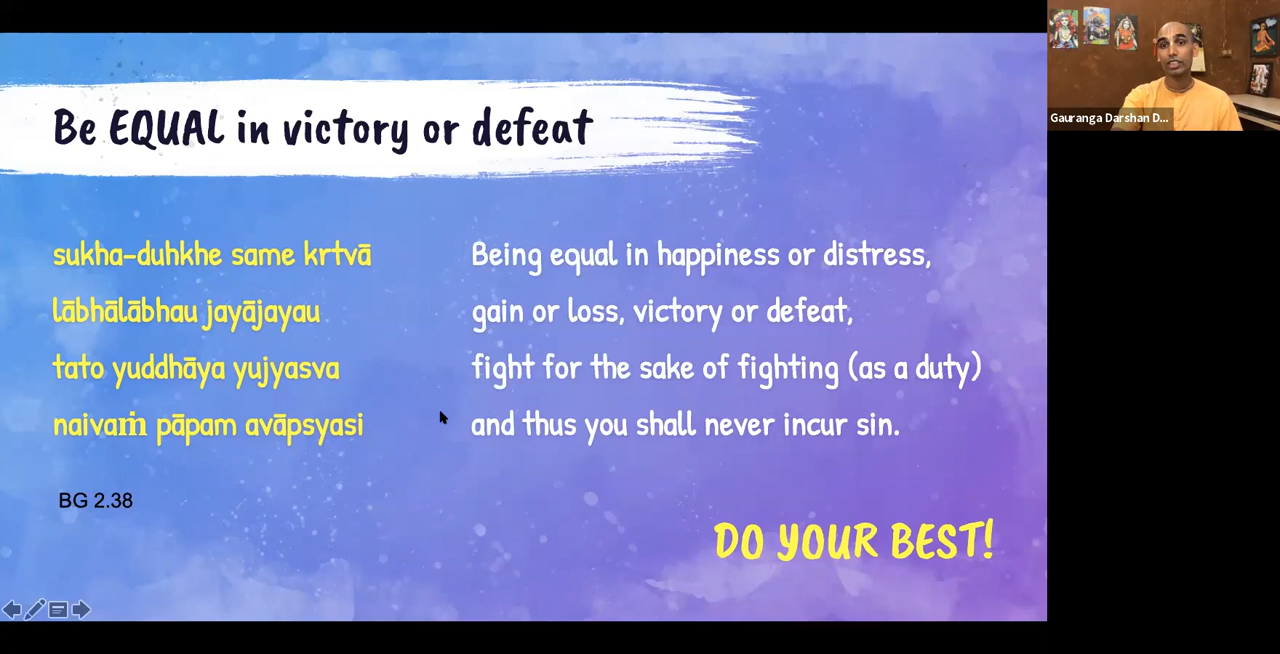 Be EQUAL in victory or defeat
sukha-duhkhe same krtvā
lābhālābhau jayājayau
tato yuddhāya yujyasva
naivaṁ pāpam avāpsyasi
Being equal in happiness or distress,
gain or loss, victory or defeat,
fight for the sake of fighting (as a duty)
and thus you shall never incur sin.
BG 2.38
DO YOUR BEST!
Gauranga Darshan D...